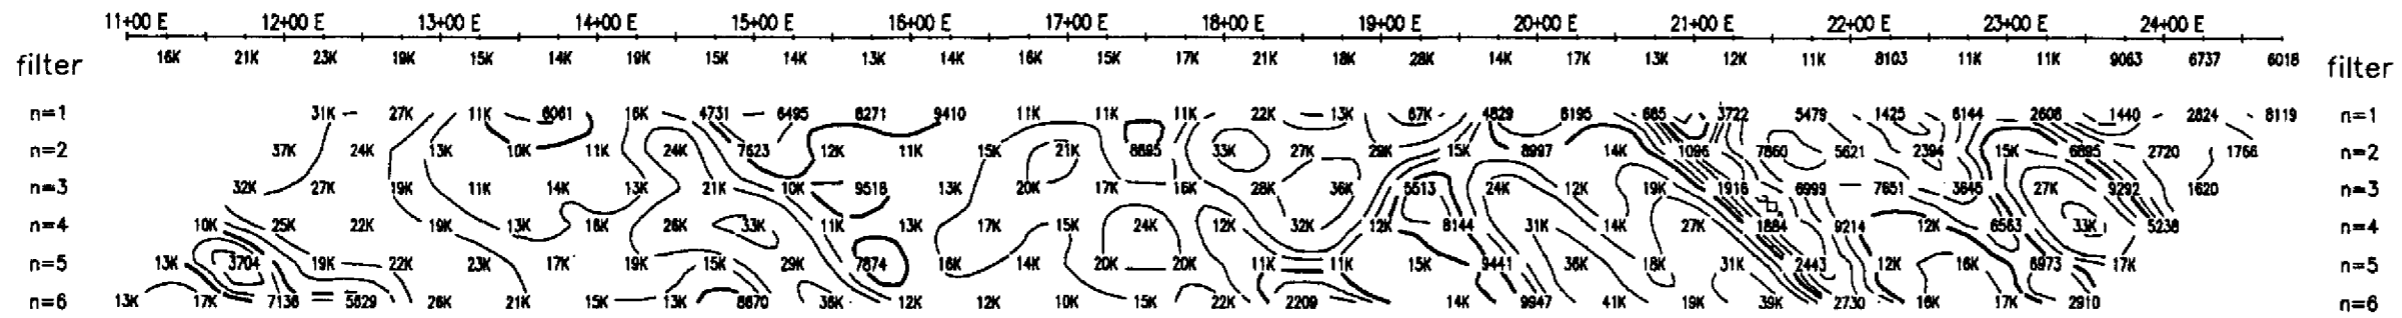 11+00 E 12+00 E 13+00 E 14+00 E 15+00 E 16+00 E 17+00 E 18+00 E 19+00 E 20+00 E 21+00 E 22+00 E 23+00 E 24+00 E
filter 16K 21K 23K 19K 15K 14K 19K 15K 14K 13K 14K 16K 15K 17K 21K 18K 28K 14K 17K 13K 12K 11K 8103 11K 11K 9063 6737 6018 filter
n=1 31K 27K 11K 6061 16K 4731 6495 8271 9410 11K 11K 11K 22K 13K 67K 4829 6195 685 3722 5479 1425 6144 2608 1440 2824 8119 n=1
n=2 37K 24K 13K 10K 11K 24K 7623 12K 11K 15K 21K 8895 33K 27K 29K 15K 8997 14K 1096 7860 5621 2394 15K 6895 2720 1766 n=2
n=3 32K 27K 19K 11K 14K 13K 21K 10K 9518 13K 20K 17K 16K 28K 36K 5513 24K 12K 19K 1916 6999 7651 3646 27K 9292 1620 n=3
n=4 10K 25K 22K 19K 13K 16K 26K 33K 11K 13K 17K 15K 24K 12K 32K 12K 8144 31K 14K 27K 1884 9214 12K 6563 33K 5238 n=4
n=5 13K 3704 19K 22K 23K 17K 19K 15K 29K 7874 16K 14K 20K 20K 11K 11K 15K 9441 36K 18K 31K 2443 12K 16K 6973 17K n=5
n=6 13K 17K 7136 5629 26K 21K 15K 13K 8670 36K 12K 12K 10K 15K 22K 2209 14K 9947 41K 19K 39K 2730 16K 17K 2910 n=6